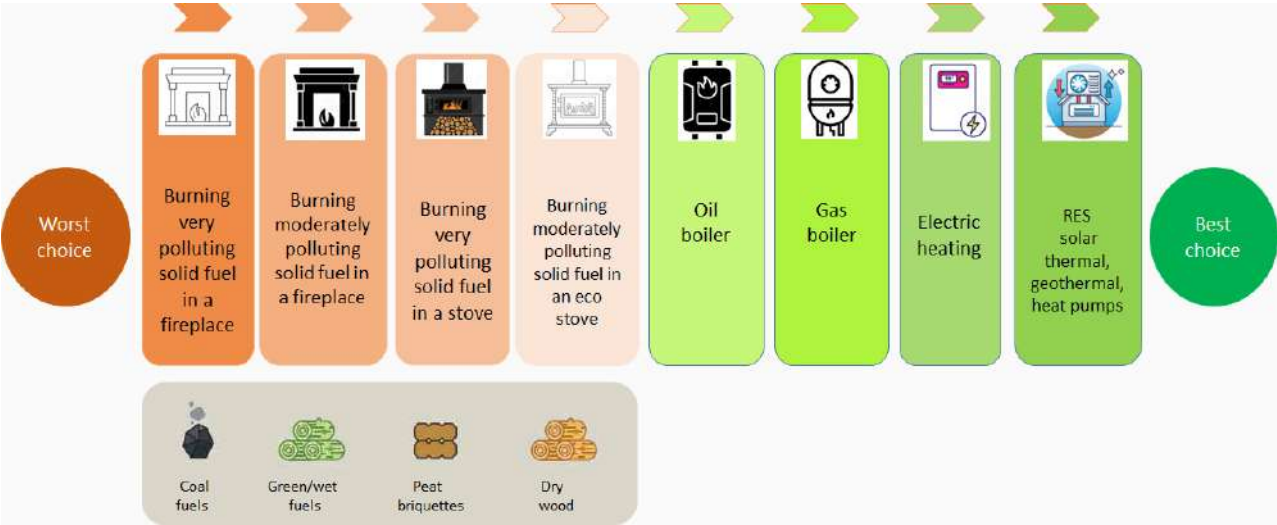 Worst
choice
Burning
very
polluting
solid fuel
in a
fireplace
Burning
moderately
polluting
solid fuel in
a fireplace
Burning
very
polluting
solid fuel
in a stove
Burning
moderately
polluting
solid fuel in
an eco
stove
Oil
boiler
Gas
boiler
Electric
heating
RES
solar
thermal,
geothermal,
heat pumps
Best
choice
Coal
fuels
Green/wet
fuels
Peat
briquettes
Dry
wood